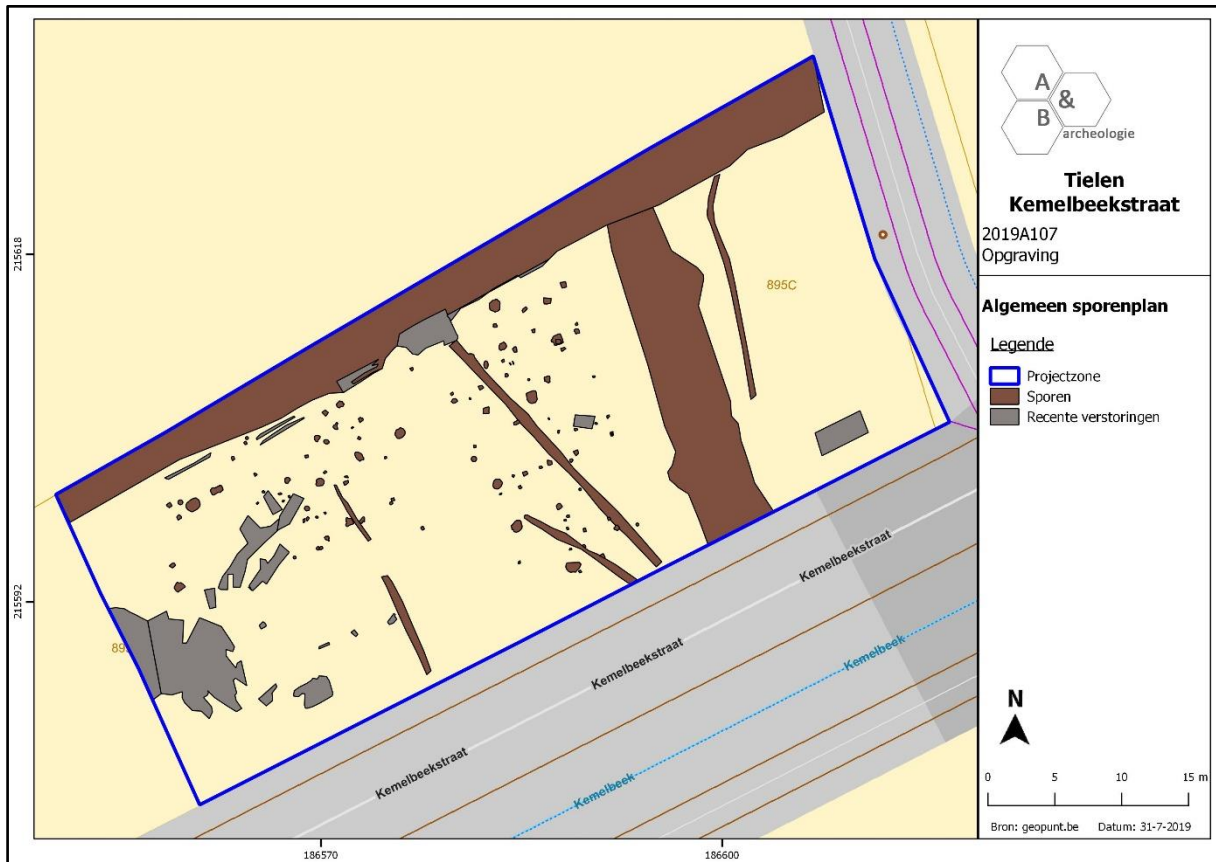 A
&
B
archeologie
Tielen
Kemelbeekstraat
2019A107
Opgraving
Algemeen sporenplan
Legende
Projectzone
Sporen
Recente verstoringen
N
0 5 10 15 m
Bron: geopunt.be Datum: 31-7-2019
215618
215592
186570
186600
895C
Kemelbeekstraat
Kemelbeekstraat
Kemelbeekstraat
Kemelbeek
Kemelbeek